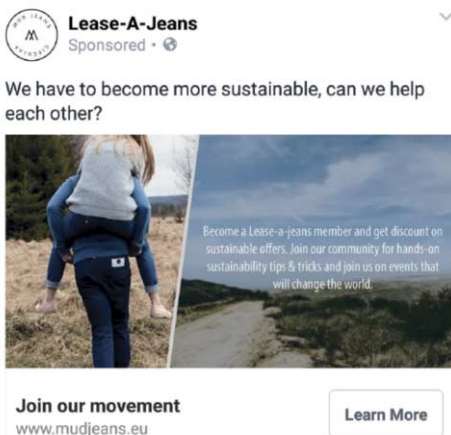 MUD JEANS
Lease-A-Jeans
Sponsored •
We have to become more sustainable, can we help
each other?
Become a Lease-a-jeans member and get discount on
sustainable offers. Join our community for hands-on
sustainability tips & tricks and join us on events that
will change the world.
Join our movement
www.mudjeans.eu
Learn More